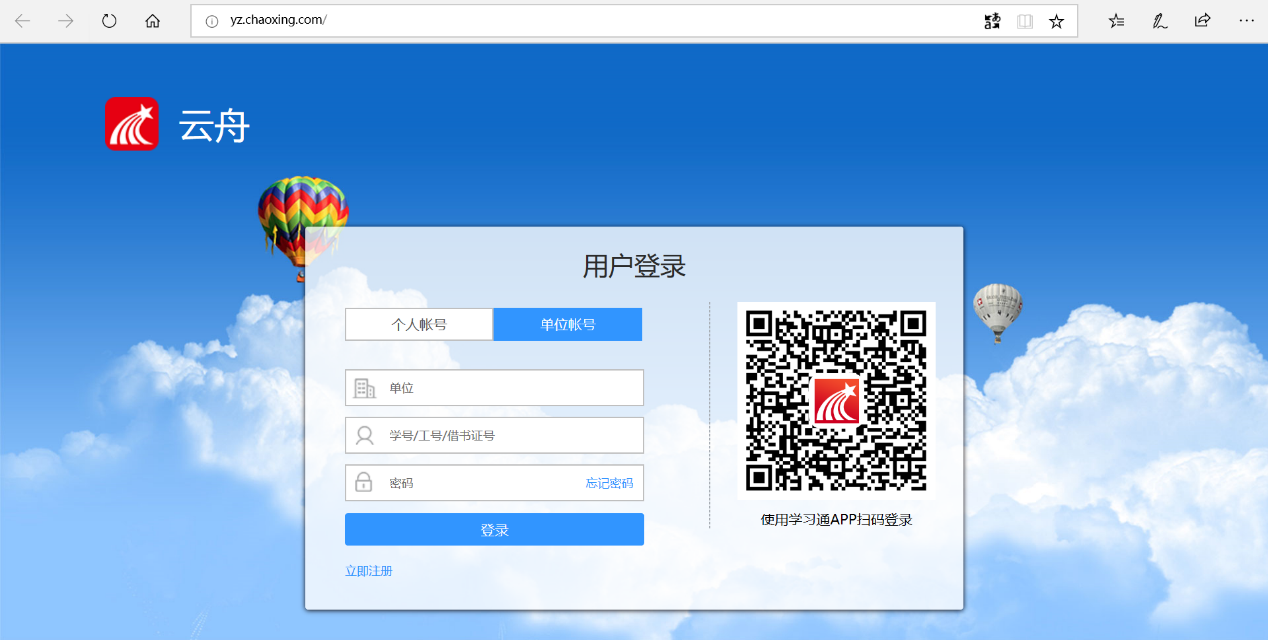 yz.chaoxing.com/
云舟
用户登录
个人帐号
单位帐号
单位
学号/工号/借书证号
密码
忘记密码
登录
立即注册
使用学习通APP扫码登录